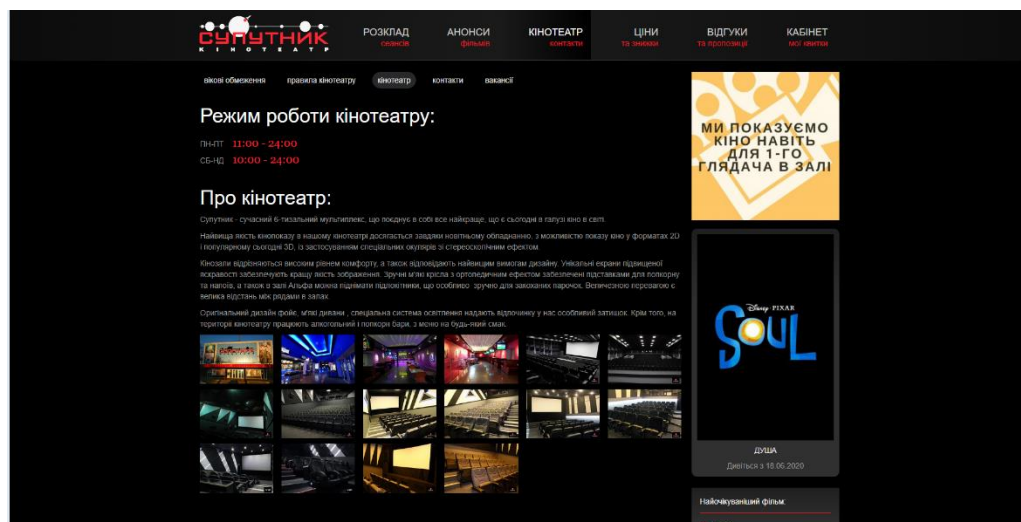 СУПУТНИК
КІНОТЕАТР
РОЗКЛАД
сеансів
АНОНСИ
фільмів
КІНОТЕАТР
контакти
ЦІНИ
та знижки
ВІДГУКИ
та пропозиції
КАБІНЕТ
мої квитки
вікові обмеження
правила кінотеатру
кінотеатр
контакти
вакансії
Режим роботи кінотеатру:
ПН-ПТ 11:00 - 24:00
СБ-НД 10:00 - 24:00
Про кінотеатр:
Супутник - сучасний 6-тизальний мультиплекс, що поєднує в собі все найкраще, що є сьогодні в галузі кіно в світі.
Найвища якість кінопоказу в нашому кінотеатрі досягається завдяки новітньому обладнанню, з можливістю показу кіно у форматах 2D
і популярному сьогодні 3D, із застосуванням спеціальних окулярів зі стереоскопічним ефектом.
Кінозали відрізняються високим рівнем комфорту, а також відповідають найвищим вимогам дизайну. Унікальні екрани підвищеної
яскравості забезпечують кращу якість зображення. Зручні м'які крісла з ортопедичним ефектом забезпечені підставками для попкорну
та напоїв, а також в залі Альфа можна піднімати підлокітники, що особливо зручно для закоханих парочок. Величезною перевагою є
велика відстань між рядами в залах.
Оригінальний дизайн фойє, м'які дивани , спеціальна система освітлення надають відпочинку у нас особливий затишок. Крім того, на
території кінотеатру працюють алкогольний і попкорн бари, з меню на будь-який смак.
МИ ПОКАЗУЄМО
КІНО НАВІТЬ
ДЛЯ 1-ГО
ГЛЯДАЧА В ЗАЛІ
Disney PIXAR
SOUL
ДУША
Дивіться з 18.06.2020
Найочікуваніший фільм: